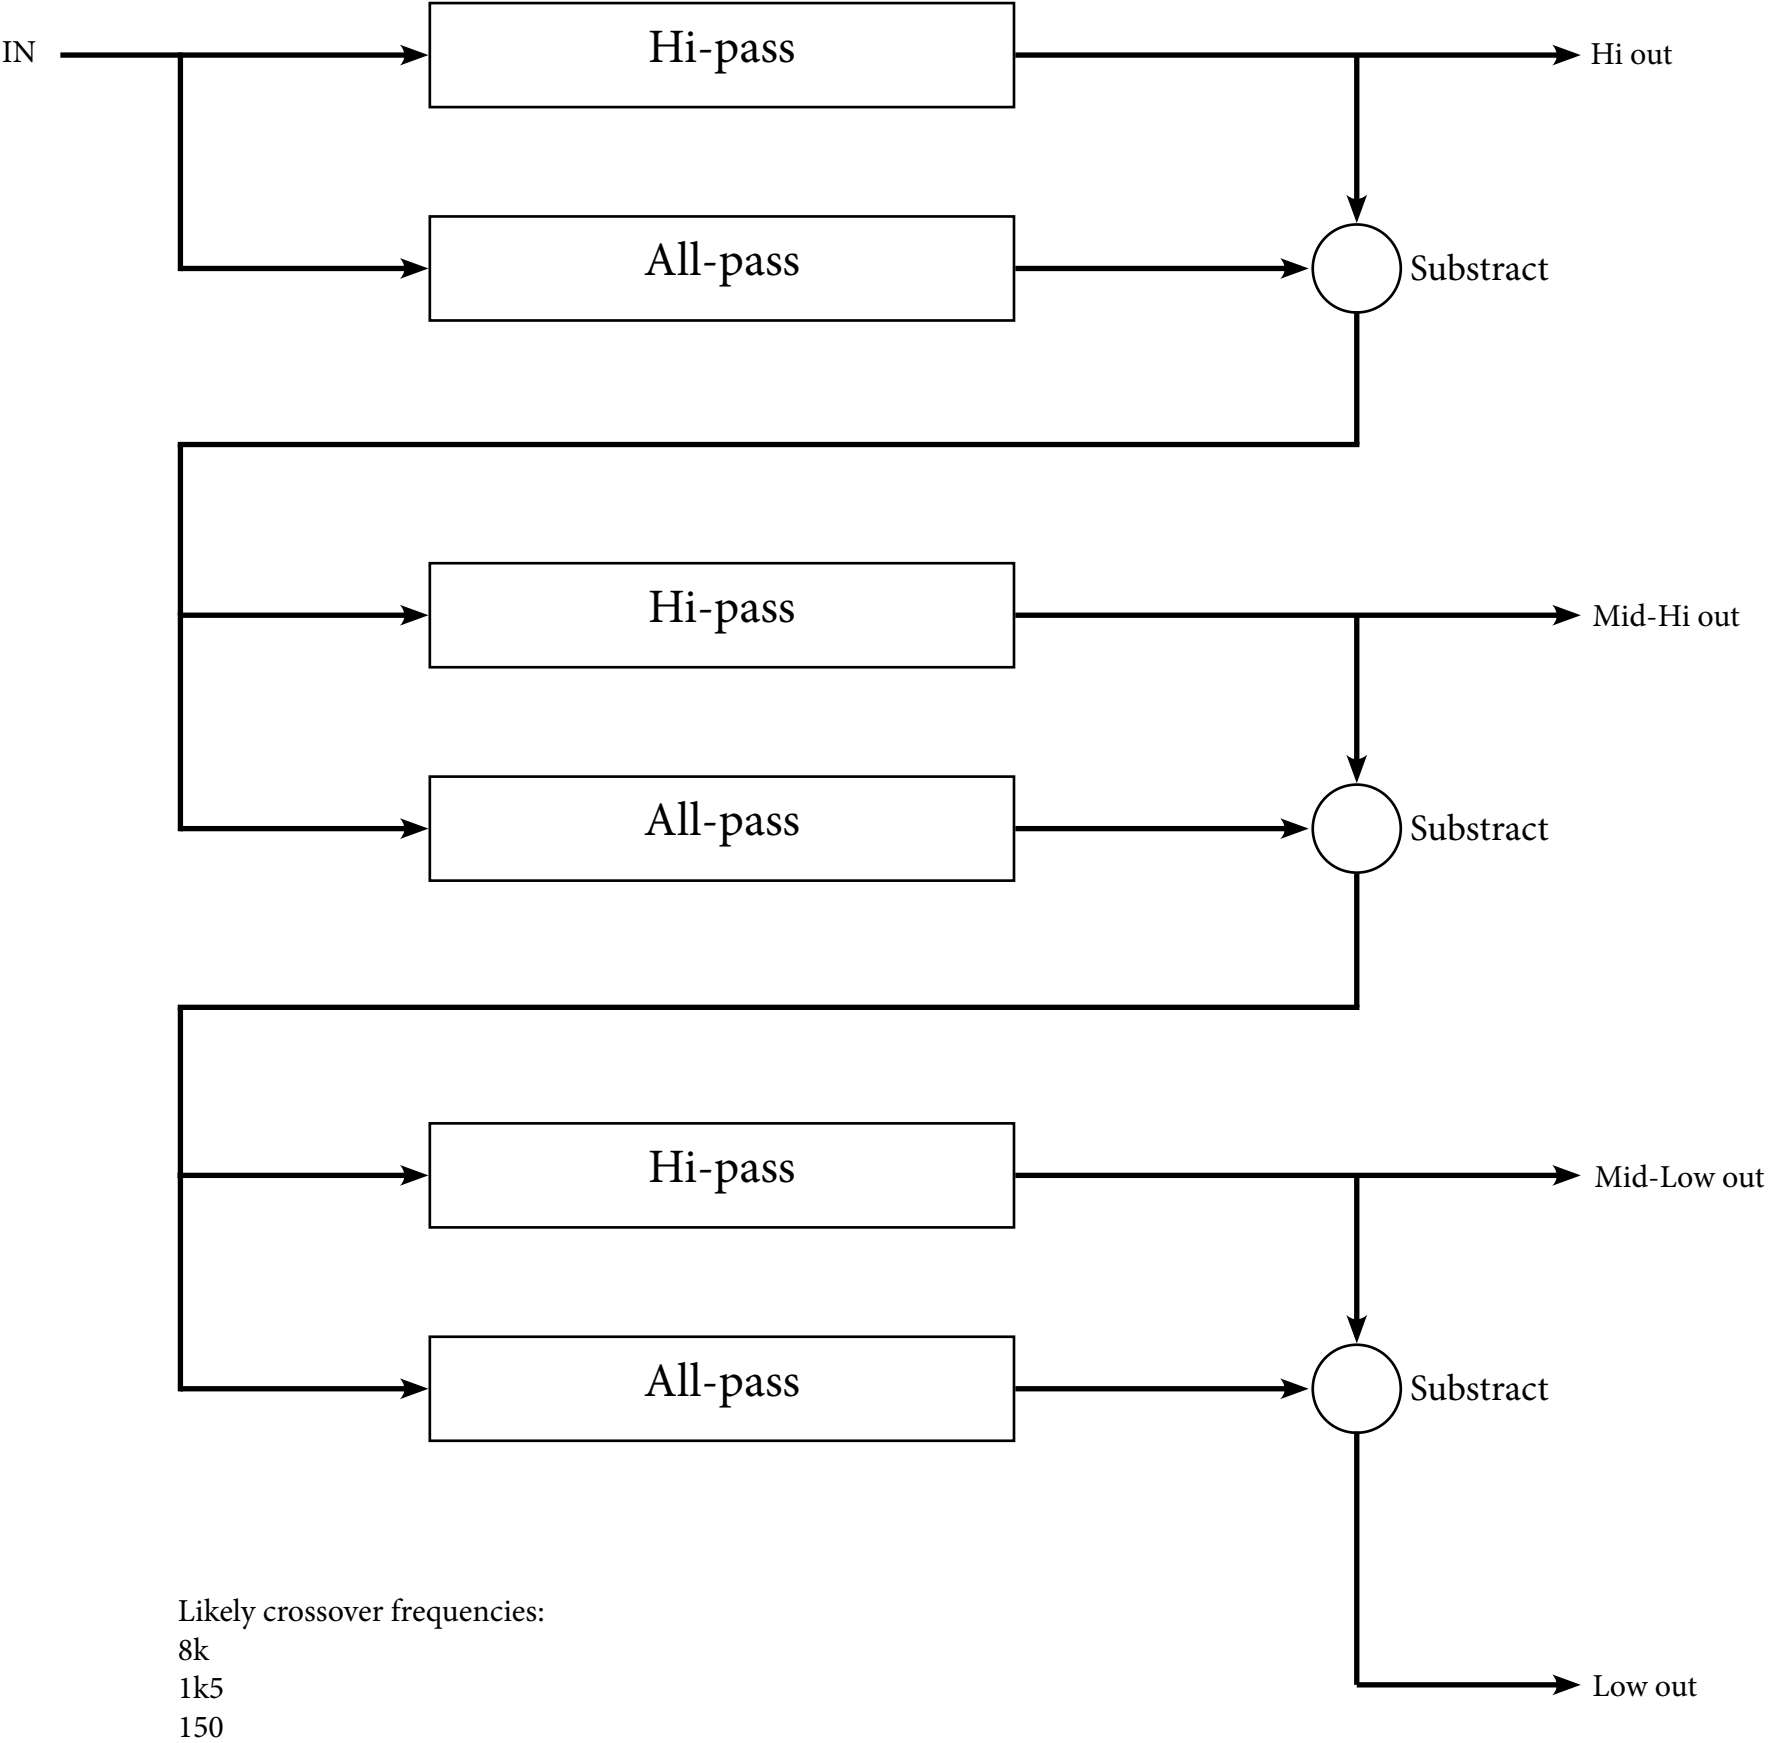 IN
Hi-pass
Hi out
All-pass
Substract
Hi-pass
Mid-Hi out
All-pass
Substract
Hi-pass
Mid-Low out
All-pass
Substract
Likely crossover frequencies:
8k
1k5
150
Low out